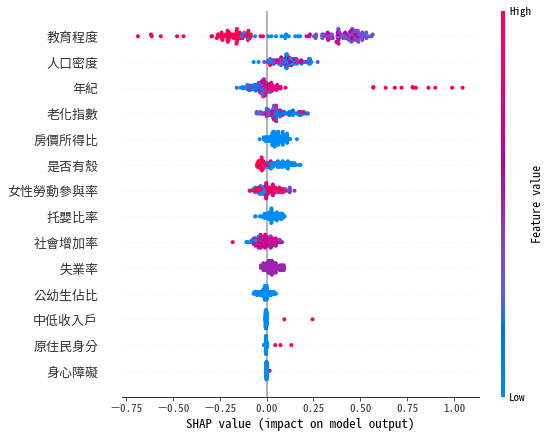 High
教育程度
人口密度
年紀
老化指數
房價所得比
是否有殼
女性勞動參與率
托嬰比率
社會增加率
失業率
公幼生佔比
中低收入戶
原住民身分
身心障礙
Feature value
Low
−0.75 −0.50 −0.25 0.00 0.25 0.50 0.75 1.00
SHAP value (impact on model output)